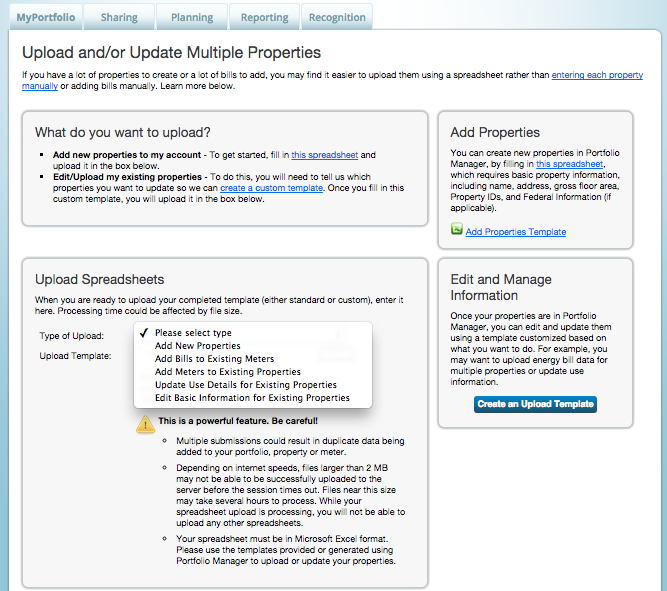 MyPortfolio
Sharing
Planning
Reporting
Recognition
Upload and/or Update Multiple Properties
If you have a lot of properties to create or a lot of bills to add, you may find it easier to upload them using a spreadsheet rather than entering each property
manually or adding bills manually. Learn more below.
What do you want to upload?
Add new properties to my account - To get started, fill in this spreadsheet and
upload it in the box below.
Edit/Upload my existing properties - To do this, you will need to tell us which
properties you want to update so we can create a custom template. Once you fill in this
custom template, you will upload it in the box below.
Add Properties
You can create new properties in Portfolio
Manager, by filling in this spreadsheet,
which requires basic property information,
including name, address, gross floor area,
Property IDs, and Federal Information (if
applicable).
Add Properties Template
Upload Spreadsheets
When you are ready to upload your completed template (either standard or custom), enter it
here. Processing time could be affected by file size.
Type of Upload:
✓ Please select type
Add New Properties
Upload Template:
Add Bills to Existing Meters
Add Meters to Existing Properties
Update Use Details for Existing Properties
Edit Basic Information for Existing Properties
This is a powerful feature. Be careful!
Multiple submissions could result in duplicate data being
added to your portfolio, property or meter.
Depending on internet speeds, files larger than 2 MB
may not be able to be successfully uploaded to the
server before the session times out. Files near this size
may take several hours to process. While your
spreadsheet upload is processing, you will not be able to
upload any other spreadsheets.
Your spreadsheet must be in Microsoft Excel format.
Please use the templates provided or generated using
Portfolio Manager to upload or update your properties.
Edit and Manage
Information
Once your properties are in Portfolio
Manager, you can edit and update them
using a template customized based on
what you want to do. For example, you
may want to upload energy bill data for
multiple properties or update use
information.
Create an Upload Template